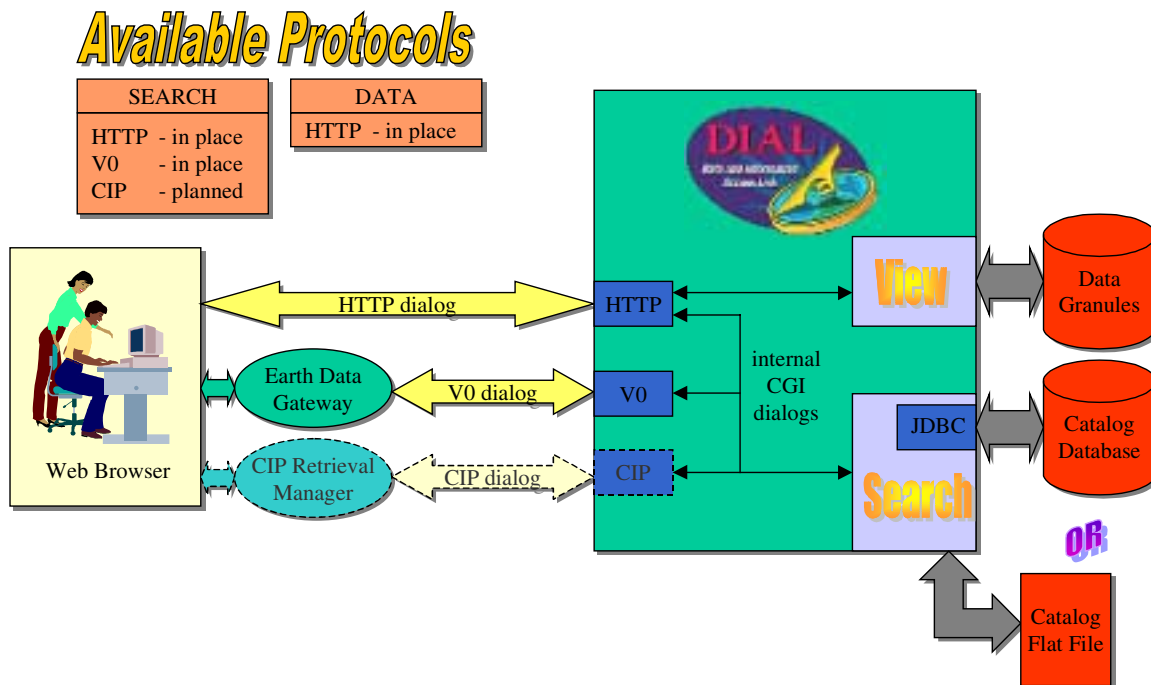 Available Protocols
SEARCH
HTTP - in place
V0 - in place
CIP - planned
DATA
HTTP - in place
DIAL
View
Data
Granules
HTTP dialog
HTTP
internal
CGI
dialogs
Earth Data
Gateway
V0 dialog
V0
JDBC
Catalog
Database
Web Browser
CIP Retrieval
Manager
CIP dialog
CIP
Search
OR
Catalog
Flat File